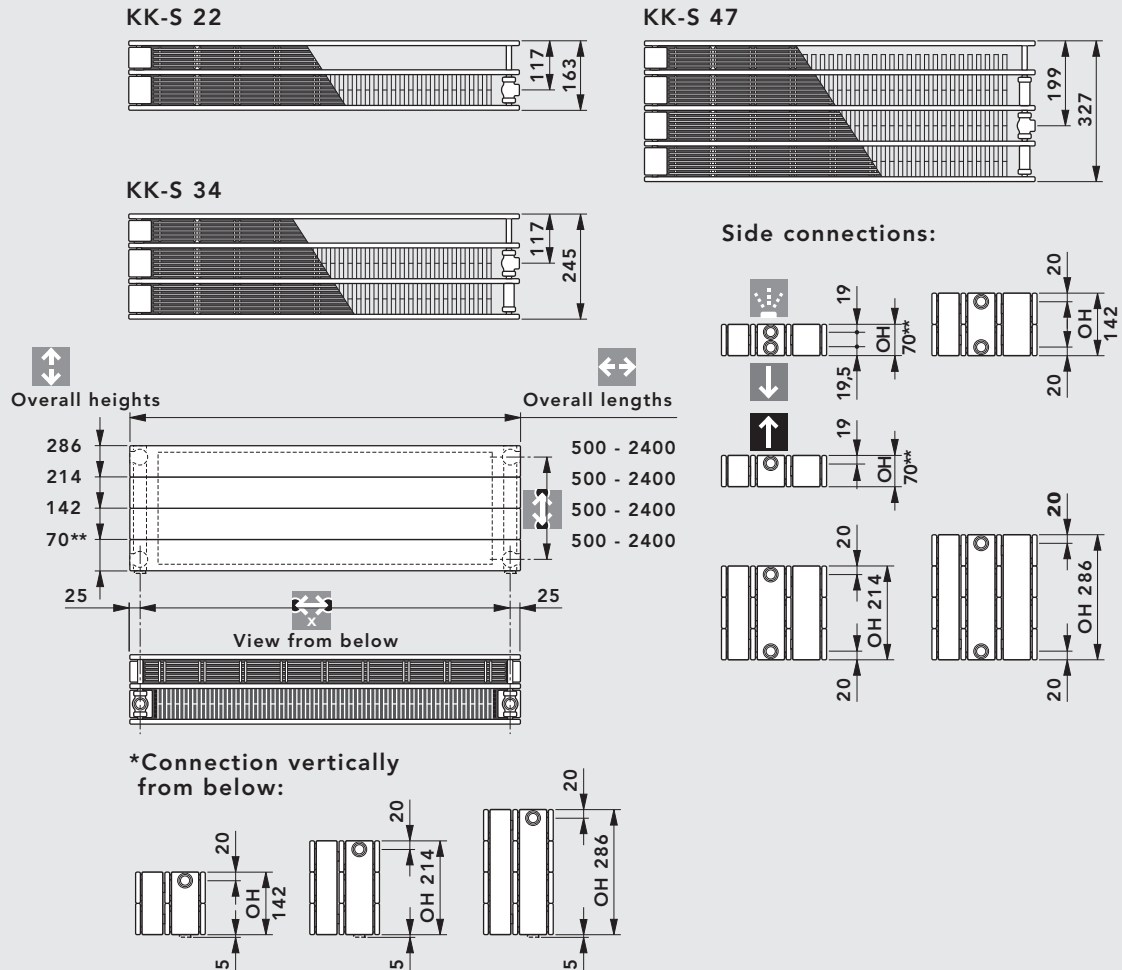 KK-S 22
117
163
KK-S 47
199
327
KK-S 34
117
245
Side connections:
19
OH
70**
19,5
20
OH
142
20
19
OH
70**
20
OH 214
20
20
OH 286
20
Overall heights
Overall lengths
286
500 - 2400
214
500 - 2400
142
500 - 2400
70**
500 - 2400
25
x
25
View from below
*Connection vertically
from below:
20
OH
142
5
20
OH 214
5
20
OH 286
5